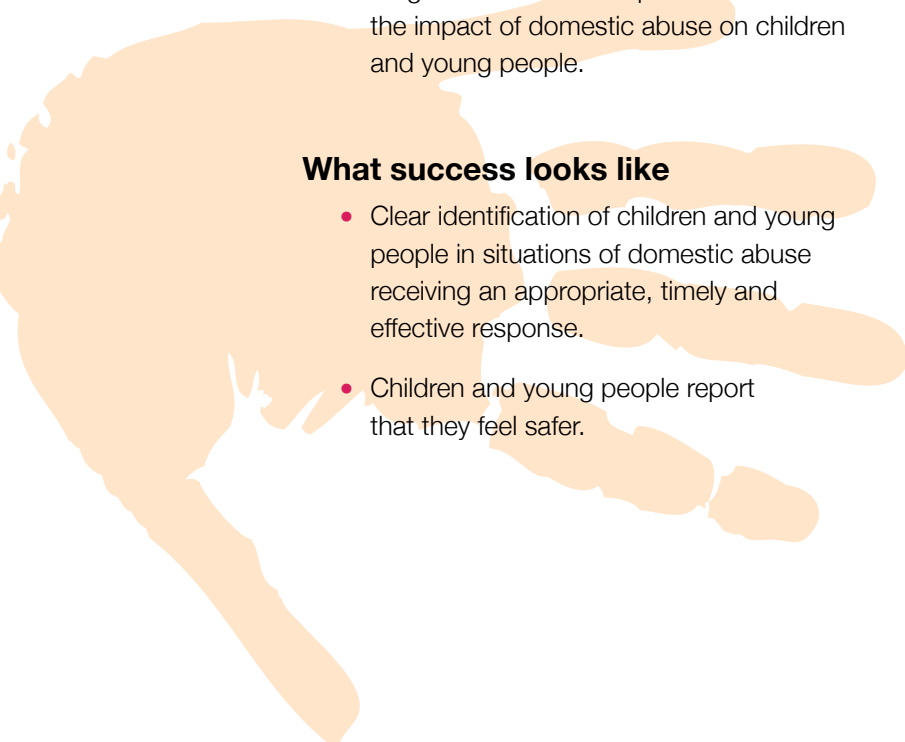 the impact of domestic abuse on children
and young people.
What success looks like
• Clear identification of children and young
people in situations of domestic abuse
receiving an appropriate, timely and
effective response.
• Children and young people report
that they feel safer.